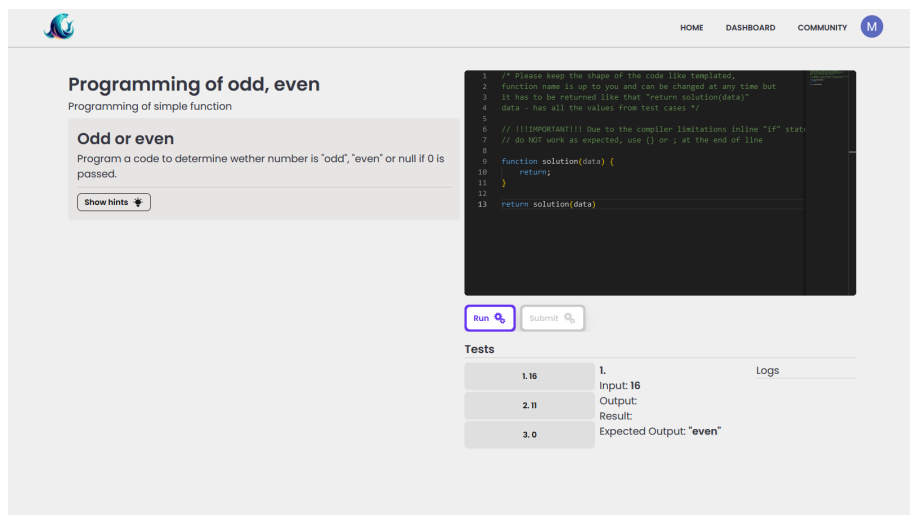 HOME DASHBOARD COMMUNITY M
Programming of odd, even
Programming of simple function
Odd or even
Program a code to determine wether number is "odd", "even" or null if 0 is
passed.
Show hints
1 /* Please keep the shape of the code like templated,
2 function name is up to you and can be changed at any time but
3 it has to be returned like that "return solution(data)"
4 data - has all the values from test cases */
5
6 // !!!IMPORTANT!!! Due to the compiler limitations inline "if" stat
7 // do NOT work as expected, use {} or ; at the end of line
8
9 function solution(data) {
10 return;
11 }
12
13 return solution(data)
Run Submit
Tests
1. 16
2. 11
3. 0
1.
Input: 16
Output:
Result:
Expected Output: "even"
Logs